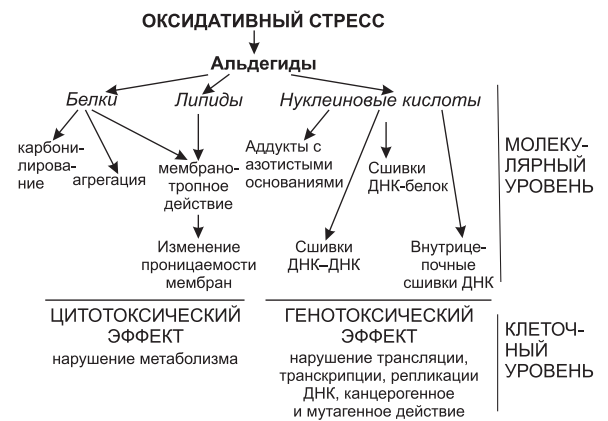 ОКСИДАТИВНЫЙ СТРЕСС
Альдегиды
Белки Липиды Нуклеиновые кислоты
карбони-
лирова-
ние
агрегация
мембрано-
тропное
действие
Аддукты с
азотистыми
основаниями
Сшивки
ДНК-белок
Изменение
проницаемости
мембран
Сшивки
ДНК–ДНК
Внутрице-
почные
сшивки ДНК
МОЛЕКУ-
ЛЯРНЫЙ
УРОВЕНЬ
ЦИТОТОКСИЧЕСКИЙ
ЭФФЕКТ
нарушение метаболизма
ГЕНОТОКСИЧЕСКИЙ
ЭФФЕКТ
нарушение трансляции,
транскрипции, репликации
ДНК, канцерогенное
и мутагенное действие
КЛЕТОЧ-
НЫЙ
УРОВЕНЬ